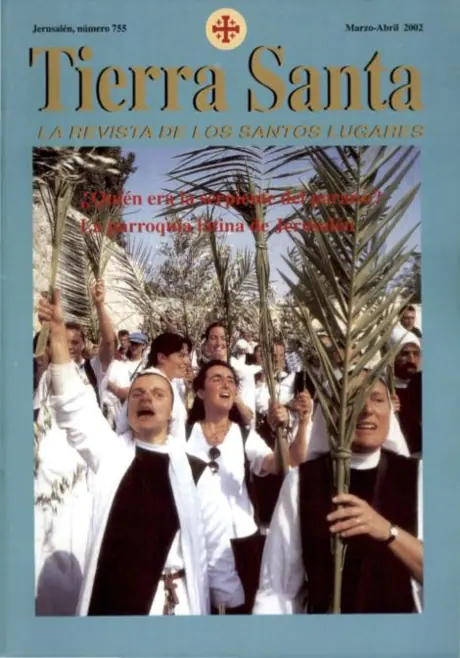 Jerusalén, número 755
Marzo-Abril 2002
Tierra Santa
LA REVISTA DE LOS SANTOS LUGARES
¿Quién era la serpiente del paraíso?
La parroquia latina de Jerusalén